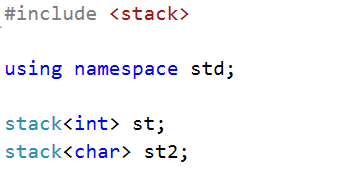 #include <stack>
using namespace std;
stack<int> st;
stack<char> st2;